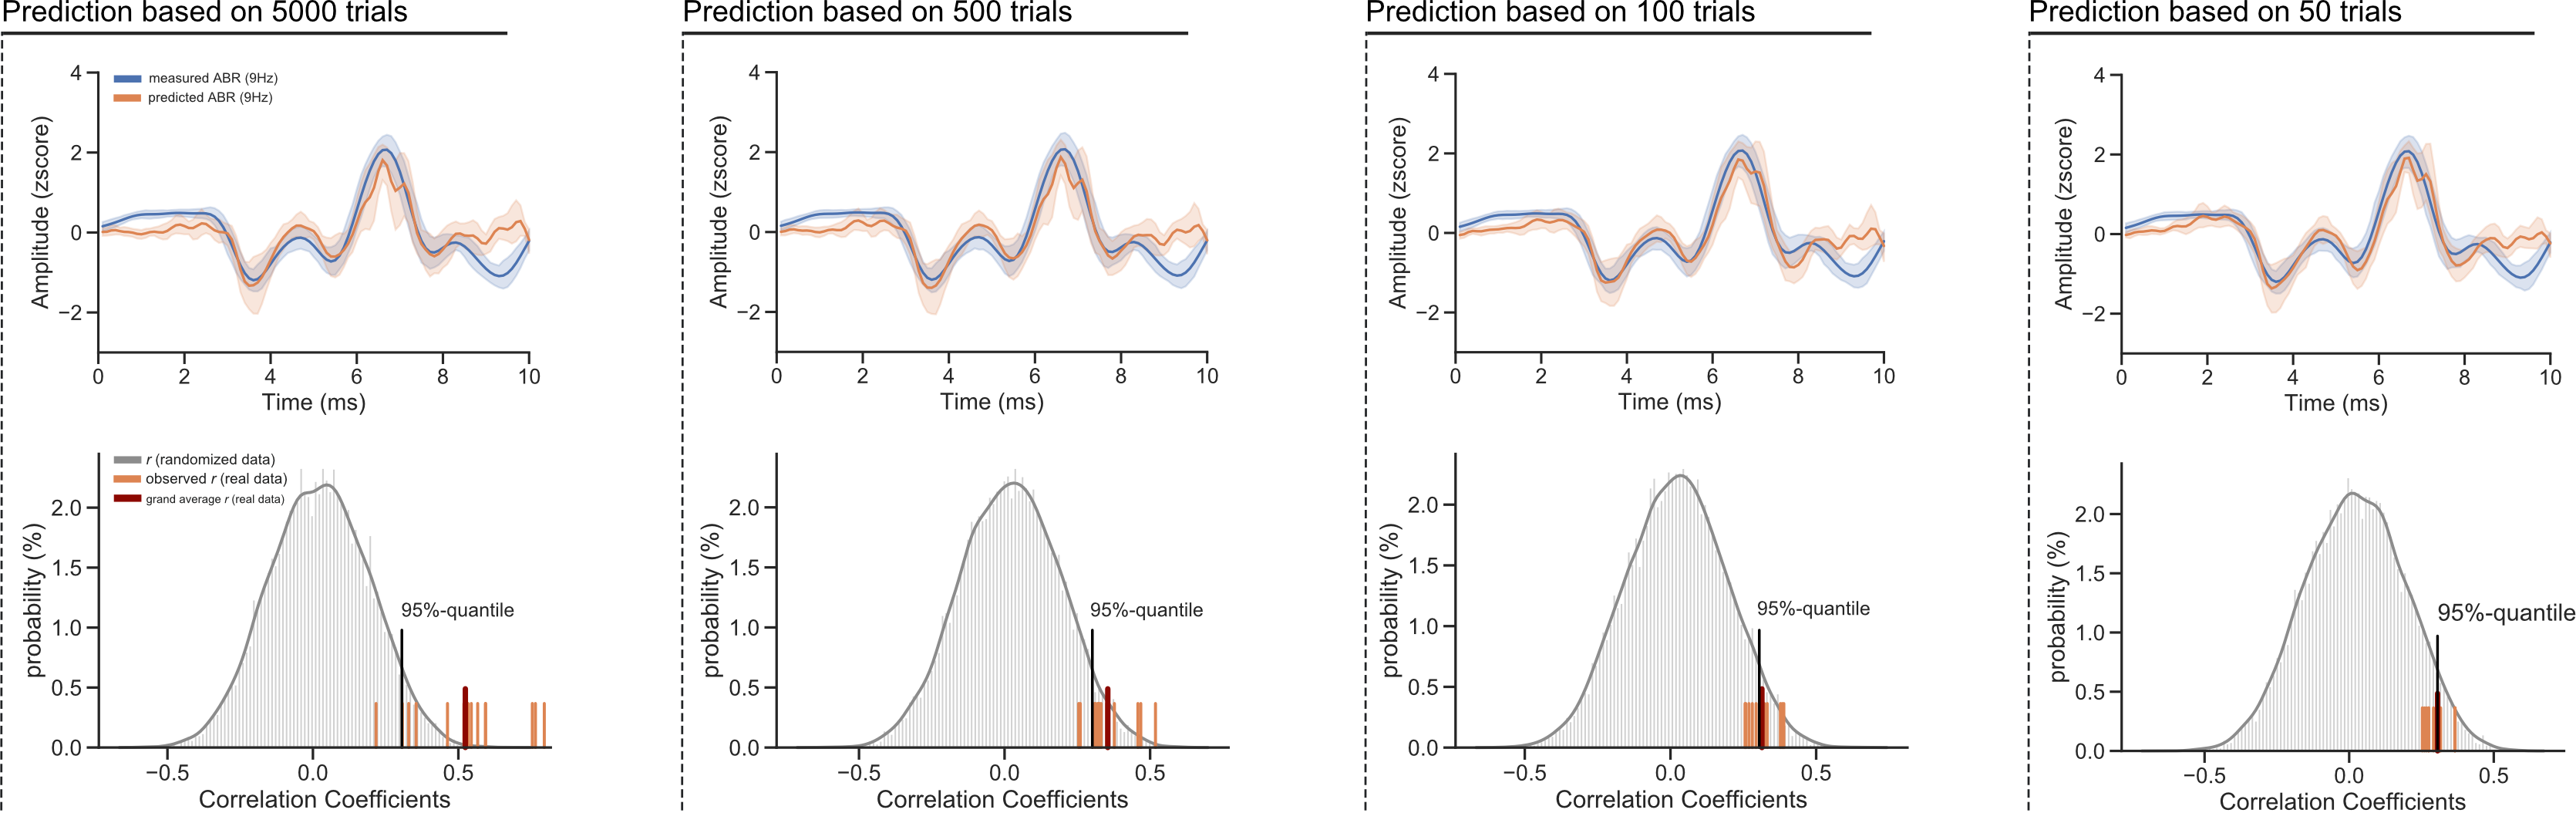 Prediction based on 5000 trials
Prediction based on 500 trials
Prediction based on 100 trials
Prediction based on 50 trials
4
2
0
−2
Amplitude (zscore)
measured ABR (9Hz)
predicted ABR (9Hz)
0 2 4 6 8 10
Time (ms)
4
2
0
−2
Amplitude (zscore)
0 2 4 6 8 10
Time (ms)
4
2
0
−2
Amplitude (zscore)
0 2 4 6 8 10
Time (ms)
4
2
0
−2
Amplitude (zscore)
0 2 4 6 8 10
Time (ms)
r (randomized data)
observed r (real data)
grand average r (real data)
2.0
1.5
1.0
0.5
0.0
probability (%)
95%-quantile
−0.5 0.0 0.5
Correlation Coefficients
2.0
1.5
1.0
0.5
0.0
probability (%)
95%-quantile
−0.5 0.0 0.5
Correlation Coefficients
2.0
1.5
1.0
0.5
0.0
probability (%)
95%-quantile
−0.5 0.0 0.5
Correlation Coefficients
2.0
1.5
1.0
0.5
0.0
probability (%)
95%-quantile
−0.5 0.0 0.5
Correlation Coefficients